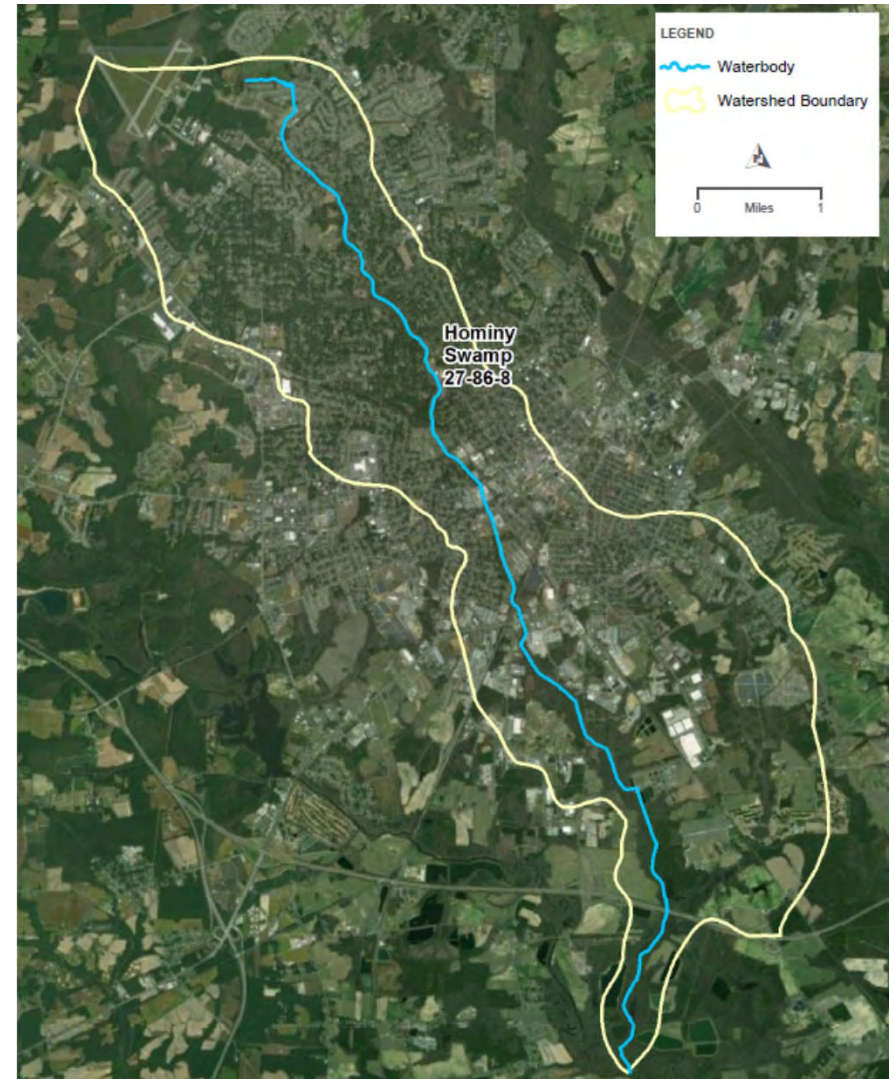 LEGEND
Waterbody
Watershed Boundary
0 Miles 1
Hominy
Swamp
27-86-8